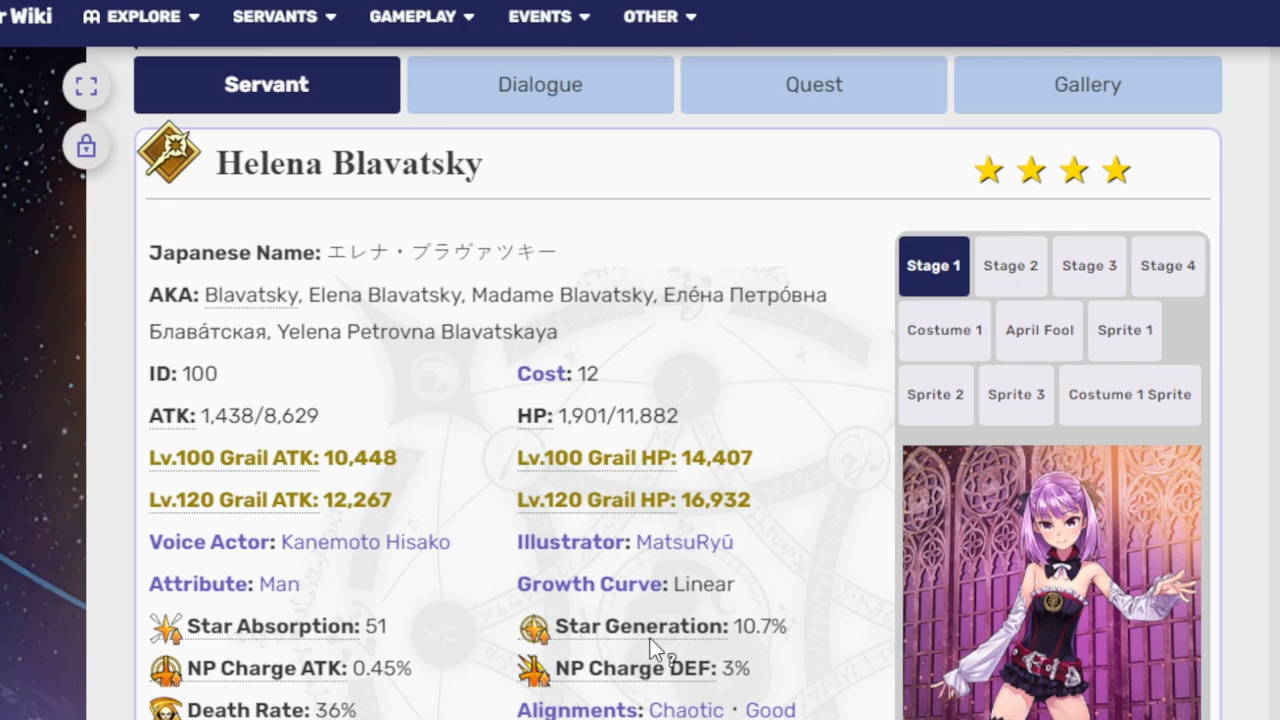 r Wiki EXPLORE SERVANTS GAMEPLAY EVENTS OTHER
Servant Dialogue Quest Gallery
Helena Blavatsky
Japanese Name: エレナ・ブラヴァツキー
AKA: Blavatsky, Elena Blavatsky, Madame Blavatsky, Еле́на Петро́вна
Блава́тская, Yelena Petrovna Blavatskaya
ID: 100 Cost: 12
ATK: 1,438/8,629 HP: 1,901/11,882
Lv.100 Grail ATK: 10,448 Lv.100 Grail HP: 14,407
Lv.120 Grail ATK: 12,267 Lv.120 Grail HP: 16,932
Voice Actor: Kanemoto Hisako Illustrator: MatsuRyū
Attribute: Man Growth Curve: Linear
Star Absorption: 51 Star Generation: 10.7%
NP Charge ATK: 0.45% NP Charge DEF: 3%
Death Rate: 36% Alignments: Chaotic・Good
Stage 1 Stage 2 Stage 3 Stage 4
Costume 1 April Fool Sprite 1
Sprite 2 Sprite 3 Costume 1 Sprite